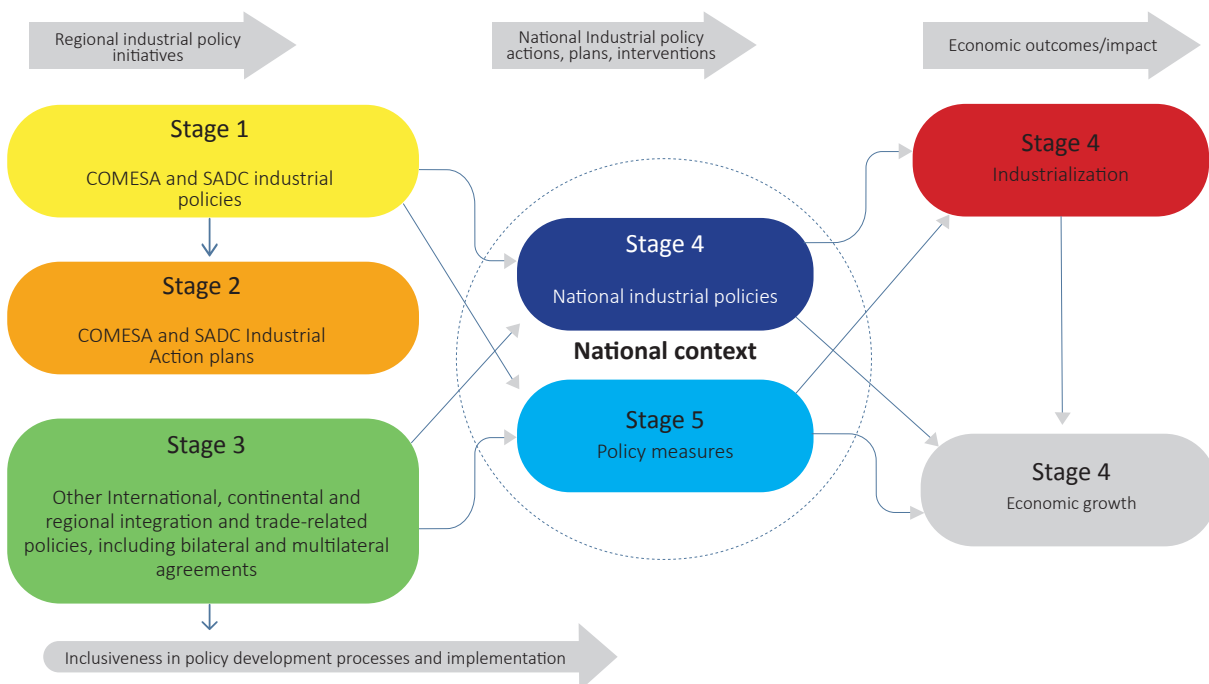 Regional industrial policy
initiatives
National Industrial policy
actions, plans, interventions
Economic outcomes/impact
Stage 1
COMESA and SADC industrial
policies
Stage 2
COMESA and SADC Industrial
Action plans
Stage 3
Other International, continental and
regional integration and trade-related
policies, including bilateral and multilateral
agreements
Inclusiveness in policy development processes and implementation
Stage 4
National industrial policies
National context
Stage 5
Policy measures
Stage 4
Industrialization
Stage 4
Economic growth